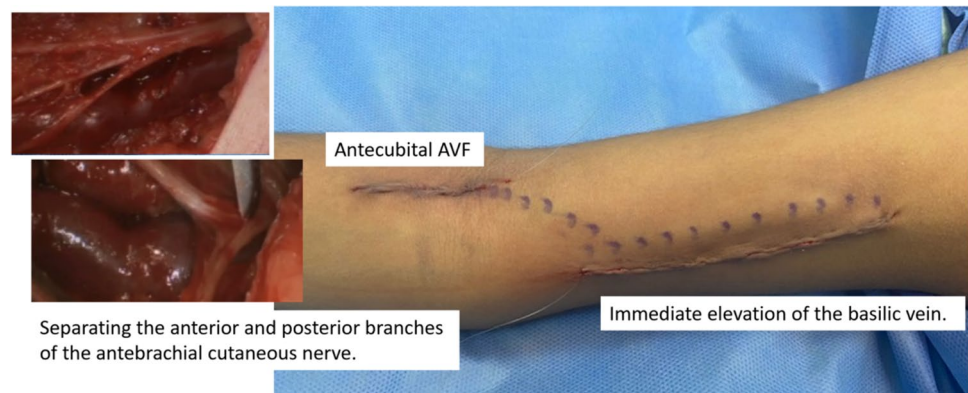 Antecubital AVF
Immediate elevation of the basilic vein.
Separating the anterior and posterior branches
of the antebrachial cutaneous nerve.